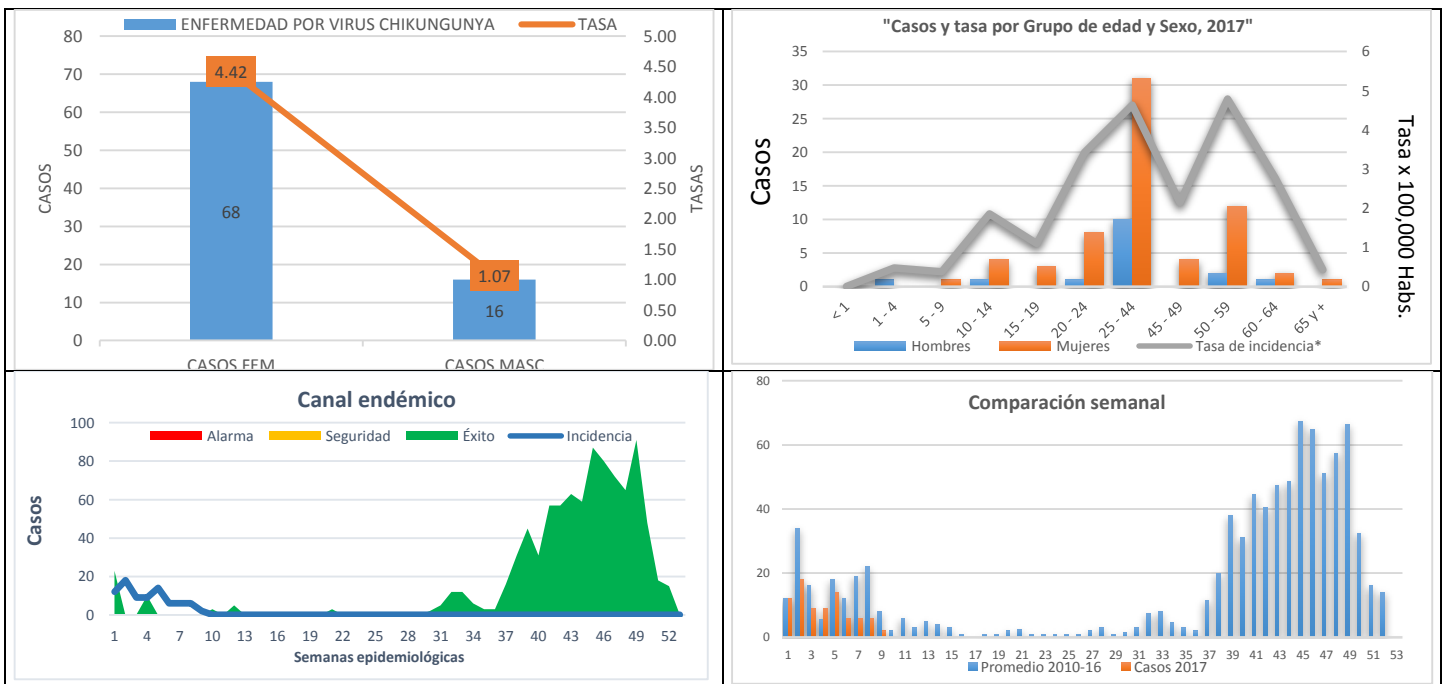 ENFERMEDAD POR VIRUS CHIKUNGUNYA TASA
80
70
60
50
40
30
20
10
0
CASOS
5.00
4.50
4.00
3.50
3.00
2.50
2.00
1.50
1.00
0.50
0.00
TASAS
4.42
68
1.07
16
CASOS FEM CASOS MASC
"Casos y tasa por Grupo de edad y Sexo, 2017"
35
30
25
20
15
10
5
0
Casos
6
5
4
3
2
1
0
Tasa x 100,000 Habs.
< 1 1 - 4 5 - 9 10 - 14 15 - 19 20 - 24 25 - 44 45 - 49 50 - 59 60 - 64 65 y +
Hombres Mujeres Tasa de incidencia*
Canal endémico
Alarma Seguridad Éxito Incidencia
100
80
60
40
20
0
Casos
1 4 7 10 13 16 19 22 25 28 31 34 37 40 43 46 49 52
Semanas epidemiológicas
Comparación semanal
80
60
40
20
0
1 3 5 7 9 11 13 15 17 19 21 23 25 27 29 31 33 35 37 39 41 43 45 47 49 51 53
Promedio 2010-16 Casos 2017